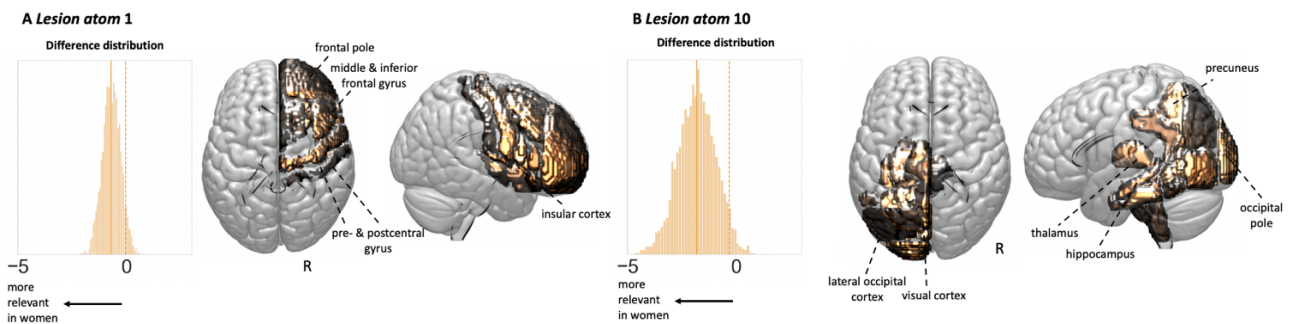 A Lesion atom 1
Difference distribution
frontal pole
middle & inferior
frontal gyrus
insular cortex
pre- & postcentral
gyrus
R
−5
0
more
relevant
in women
B Lesion atom 10
Difference distribution
precuneus
occipital
pole
thalamus
hippocampus
lateral occipital
cortex
visual cortex
R
−5
0
more
relevant
in women